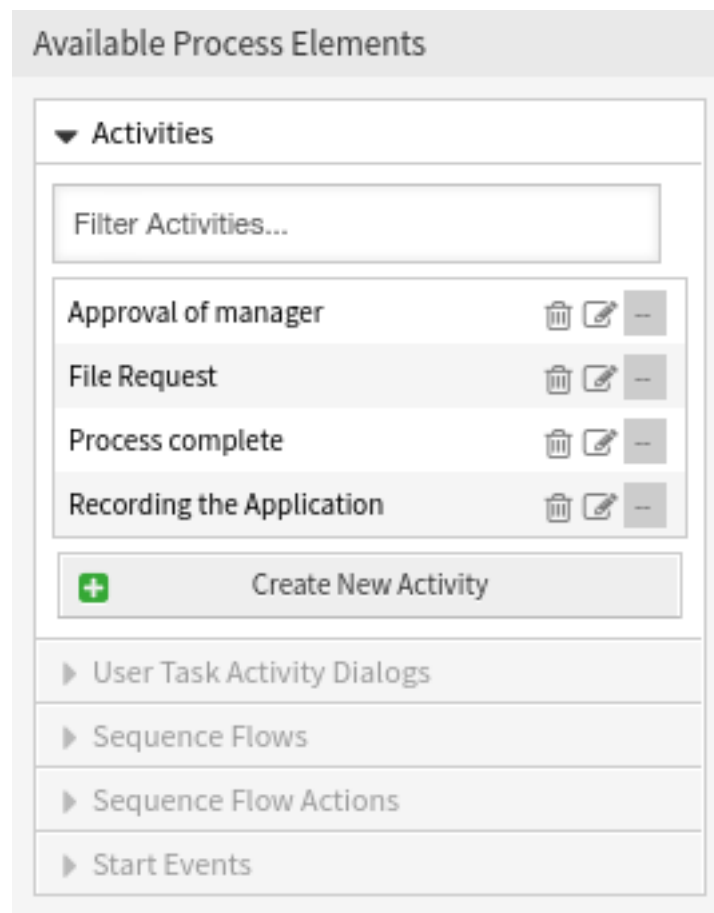 Available Process Elements
Activities
Filter Activities...
Approval of manager --
File Request --
Process complete --
Recording the Application --
Create New Activity
User Task Activity Dialogs
Sequence Flows
Sequence Flow Actions
Start Events